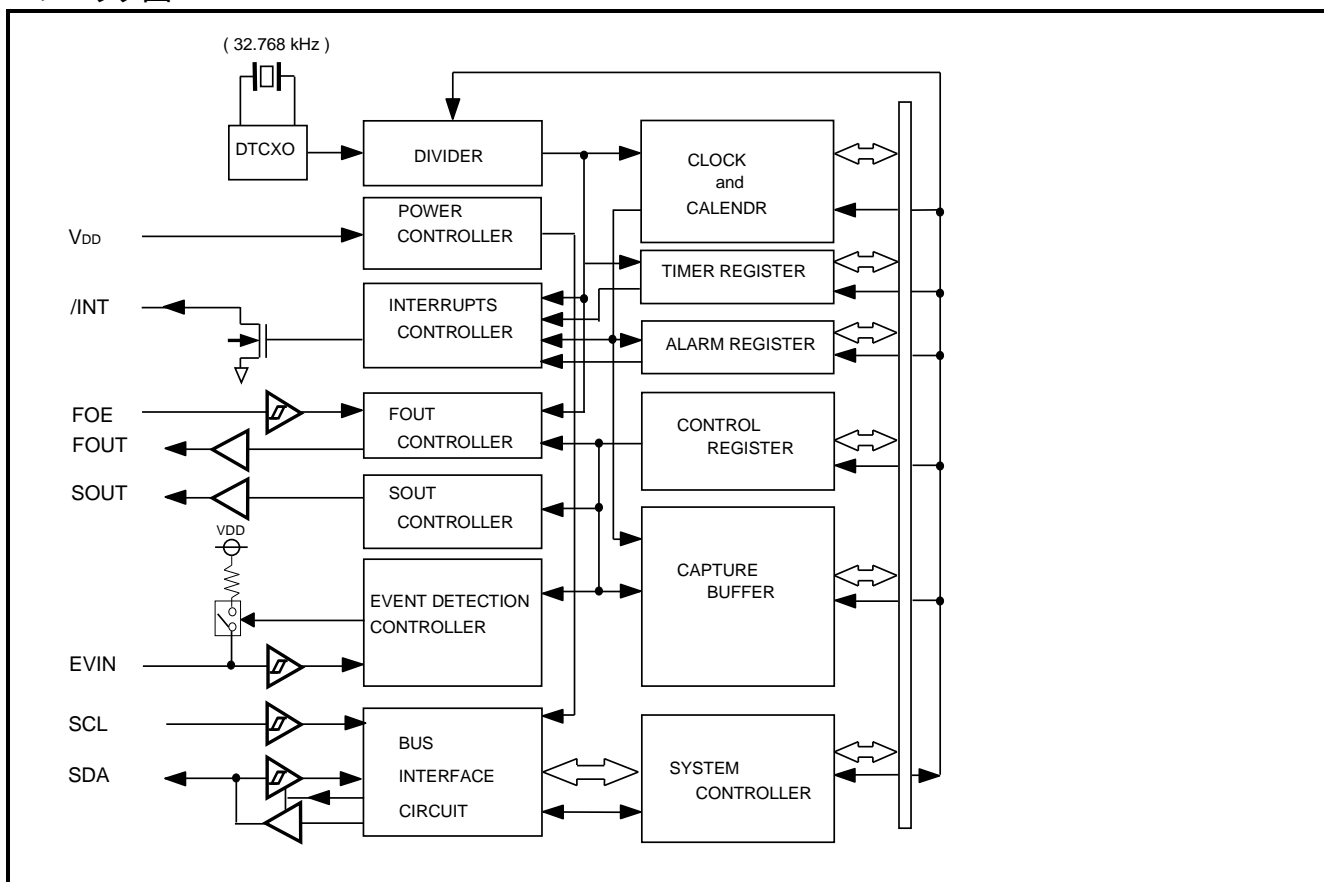 ( 32.768 kHz )
DTCXO
DIVIDER
CLOCK
and
CALENDR
VDD
POWER
CONTROLLER
TIMER REGISTER
/INT
INTERRUPTS
CONTROLLER
ALARM REGISTER
FOE
FOUT
FOUT
CONTROLLER
CONTROL
REGISTER
SOUT
SOUT
CONTROLLER
VDD
EVENT DETECTION
CONTROLLER
CAPTURE
BUFFER
EVIN
SCL
SDA
BUS
INTERFACE
CIRCUIT
SYSTEM
CONTROLLER